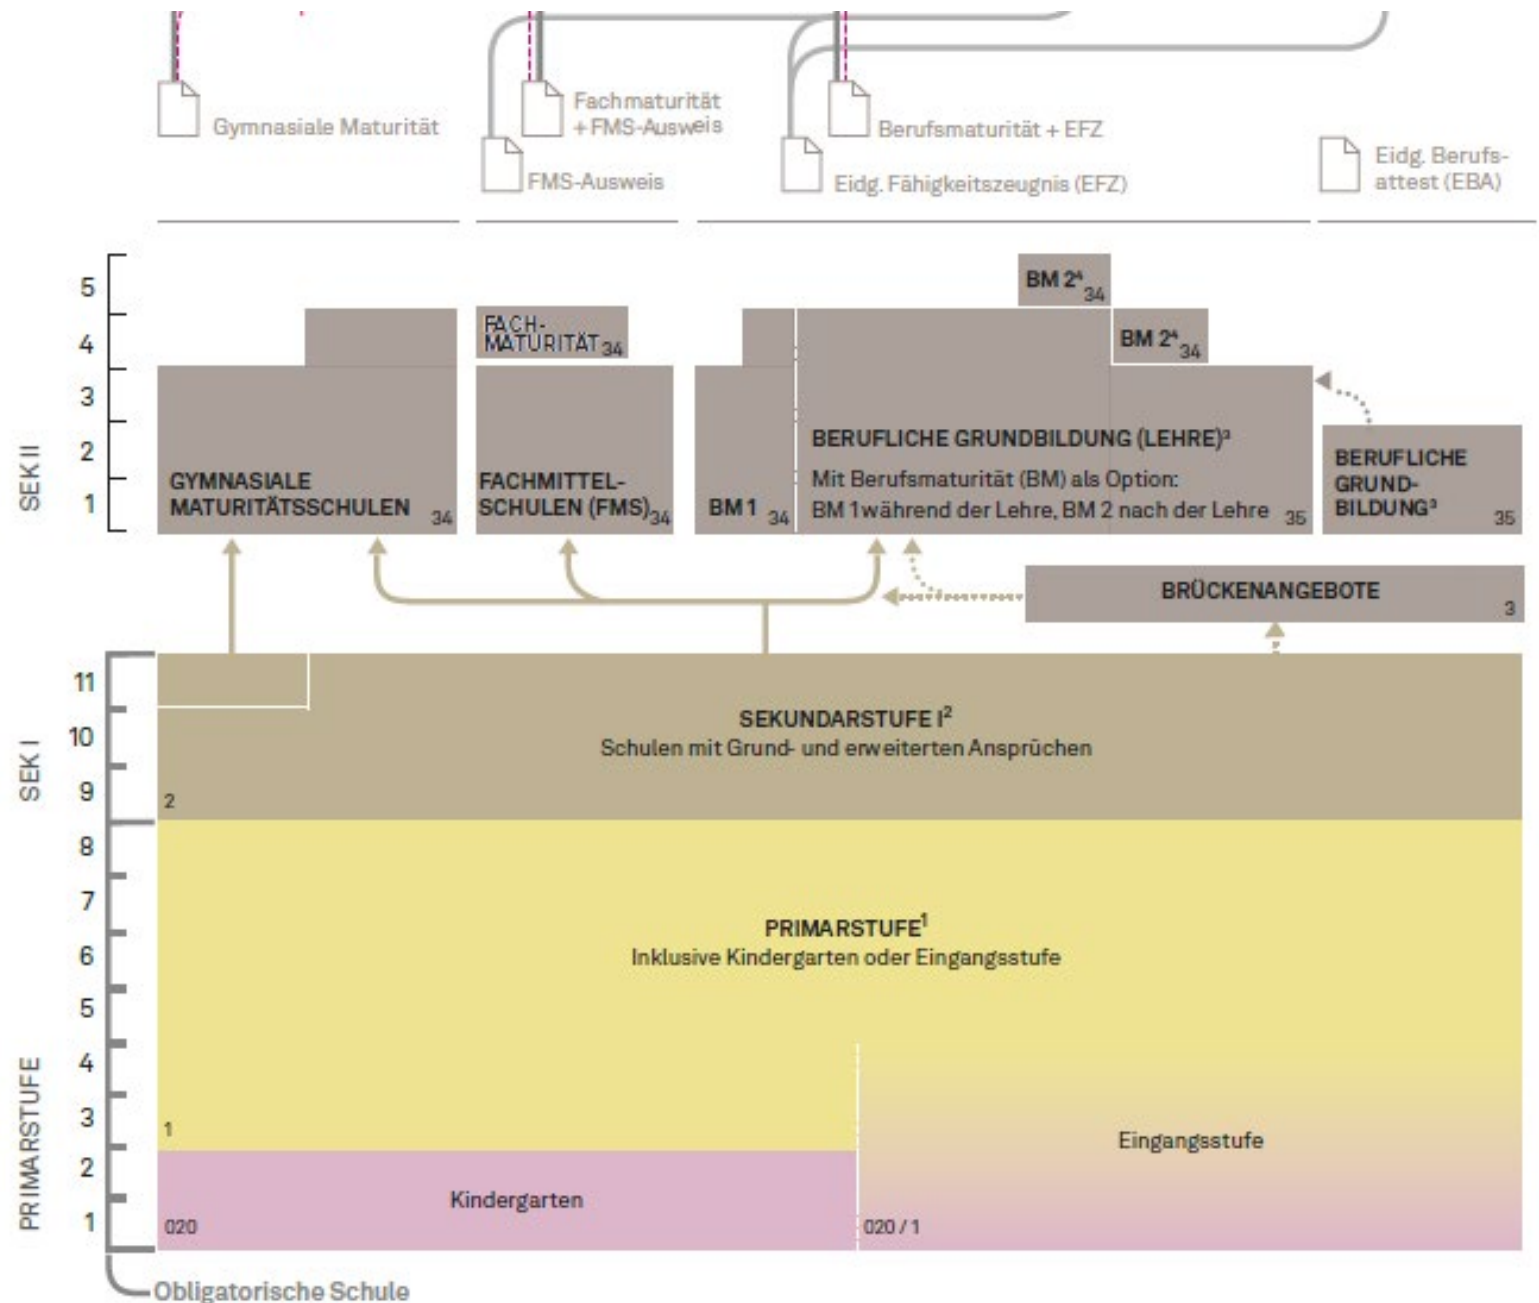 Gymnasiale Maturität
Fachmaturität
+ FMS-Ausweis
FMS-Ausweis
Berufsmaturität + EFZ
Eidg. Fähigkeitszeugnis (EFZ)
Eidg. Berufs-
attest (EBA)
SEK II
5
4
3
2
1
GYMNASIALE
MATURITÄTSSCHULEN 34
FACH-
MATURITÄT 34
FACHMITTEL-
SCHULEN (FMS) 34
BM 1 34
BM 2⁴ 34
BM 2⁴ 34
BERUFLICHE GRUNDBILDUNG (LEHRE)³
Mit Berufsmaturität (BM) als Option:
BM 1 während der Lehre, BM 2 nach der Lehre 35
BERUFLICHE
GRUND-
BILDUNG³ 35
BRÜCKENANGEBOTE
3
SEK I
11
10
9
SEKUNDARSTUFE I²
Schulen mit Grund- und erweiterten Ansprüchen
2
PRIMARSTUFE
8
7
6
5
4
3
2
1
PRIMARSTUFE¹
Inklusive Kindergarten oder Eingangsstufe
1
Eingangsstufe
Kindergarten
020
020 / 1
Obligatorische Schule